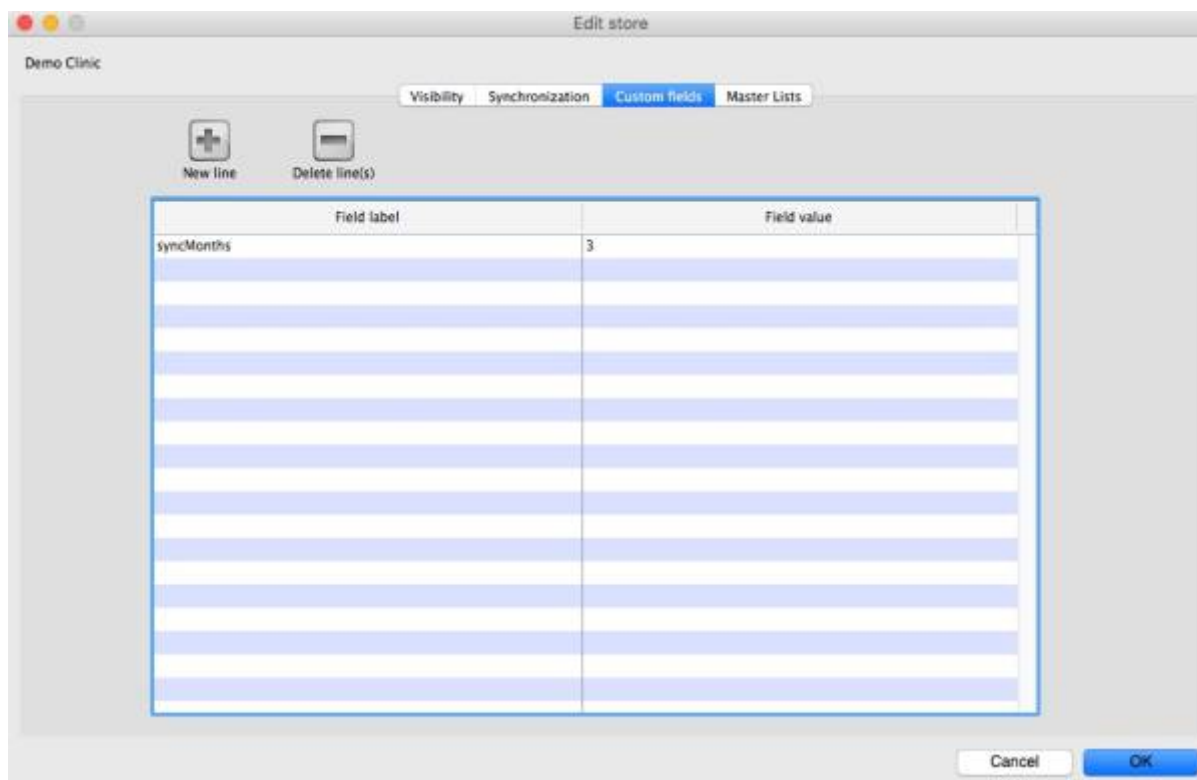 Edit store
Demo Clinic
Visibility Synchronization Custom fields Master Lists
New line Delete line(s)
Field label Field value
syncMonths 3
Cancel OK